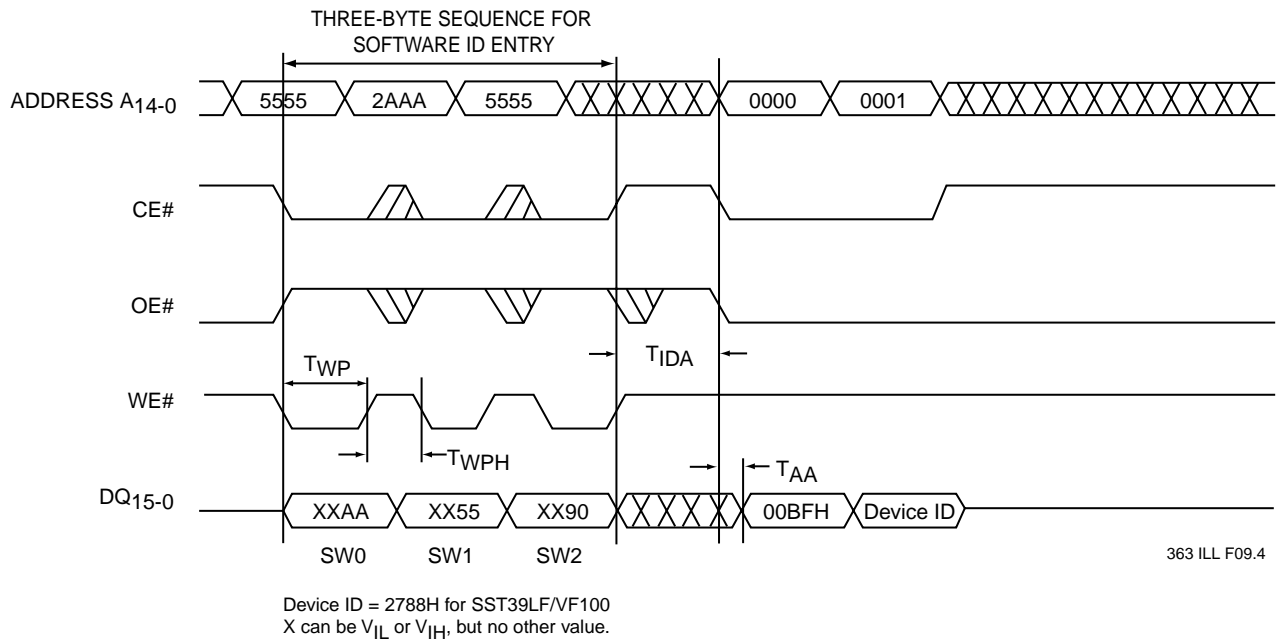 THREE-BYTE SEQUENCE FOR
SOFTWARE ID ENTRY
ADDRESS A14-0
5555 2AAA 5555 0000 0001
CE#
OE#
TIDA
TWP
WE#
TWPH
TAA
DQ15-0
XXAA XX55 XX90 00BFH Device ID
SW0 SW1 SW2
363 ILL F09.4
Device ID = 2788H for SST39LF/VF100
X can be VIL or VIH, but no other value.